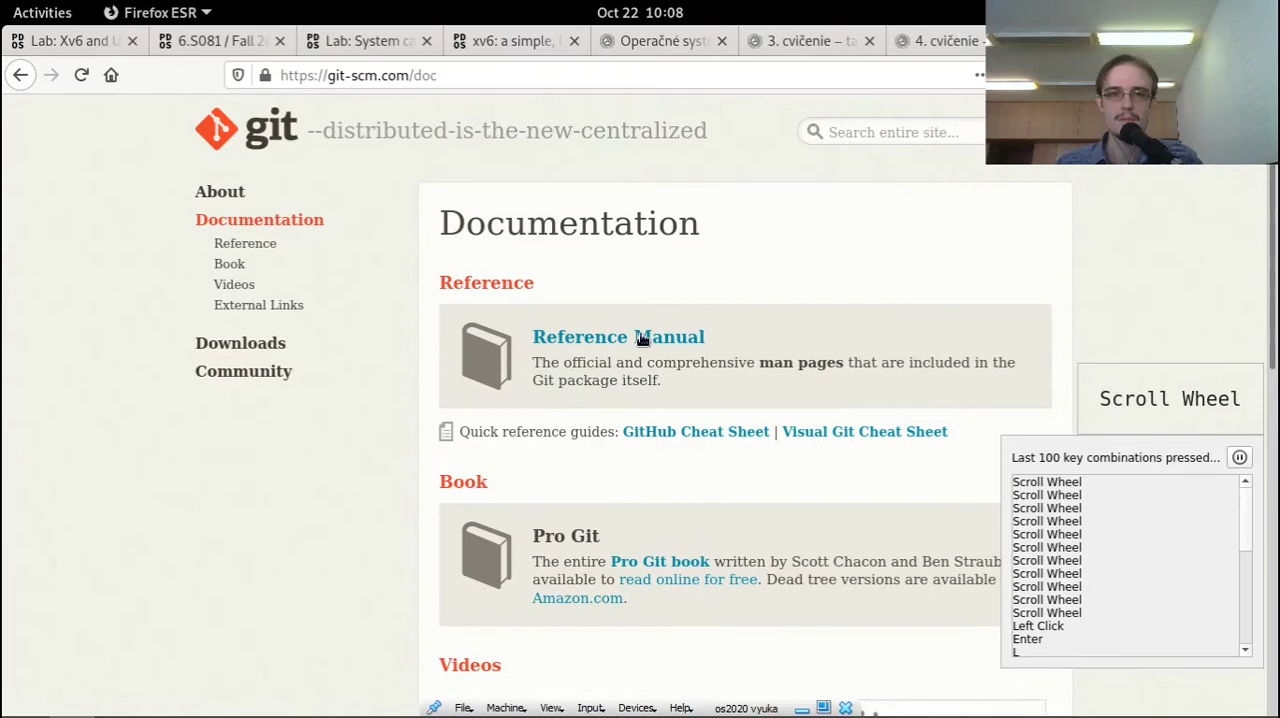 Activities
Firefox ESR
Oct 22 10:08
Lab: Xv6 and U
6.S081 / Fall 2
Lab: System ca
xv6: a simple,
Operačné syst
3. cvičenie – ta
4. cvičenie -
https://git-scm.com/doc
git --distributed-is-the-new-centralized
Search entire site...
About
Documentation
Reference
Book
Videos
External Links
Downloads
Community
Documentation
Reference
Reference Manual
The official and comprehensive man pages that are included in the
Git package itself.
Quick reference guides: GitHub Cheat Sheet | Visual Git Cheat Sheet
Book
Pro Git
The entire Pro Git book written by Scott Chacon and Ben Straub
available to read online for free. Dead tree versions are available
Amazon.com.
Videos
Scroll Wheel
Last 100 key combinations pressed...
Scroll Wheel
Scroll Wheel
Scroll Wheel
Scroll Wheel
Scroll Wheel
Scroll Wheel
Scroll Wheel
Scroll Wheel
Scroll Wheel
Scroll Wheel
Scroll Wheel
Left Click
Enter
L
File Machine View Input Devices Help os2020 vyuka